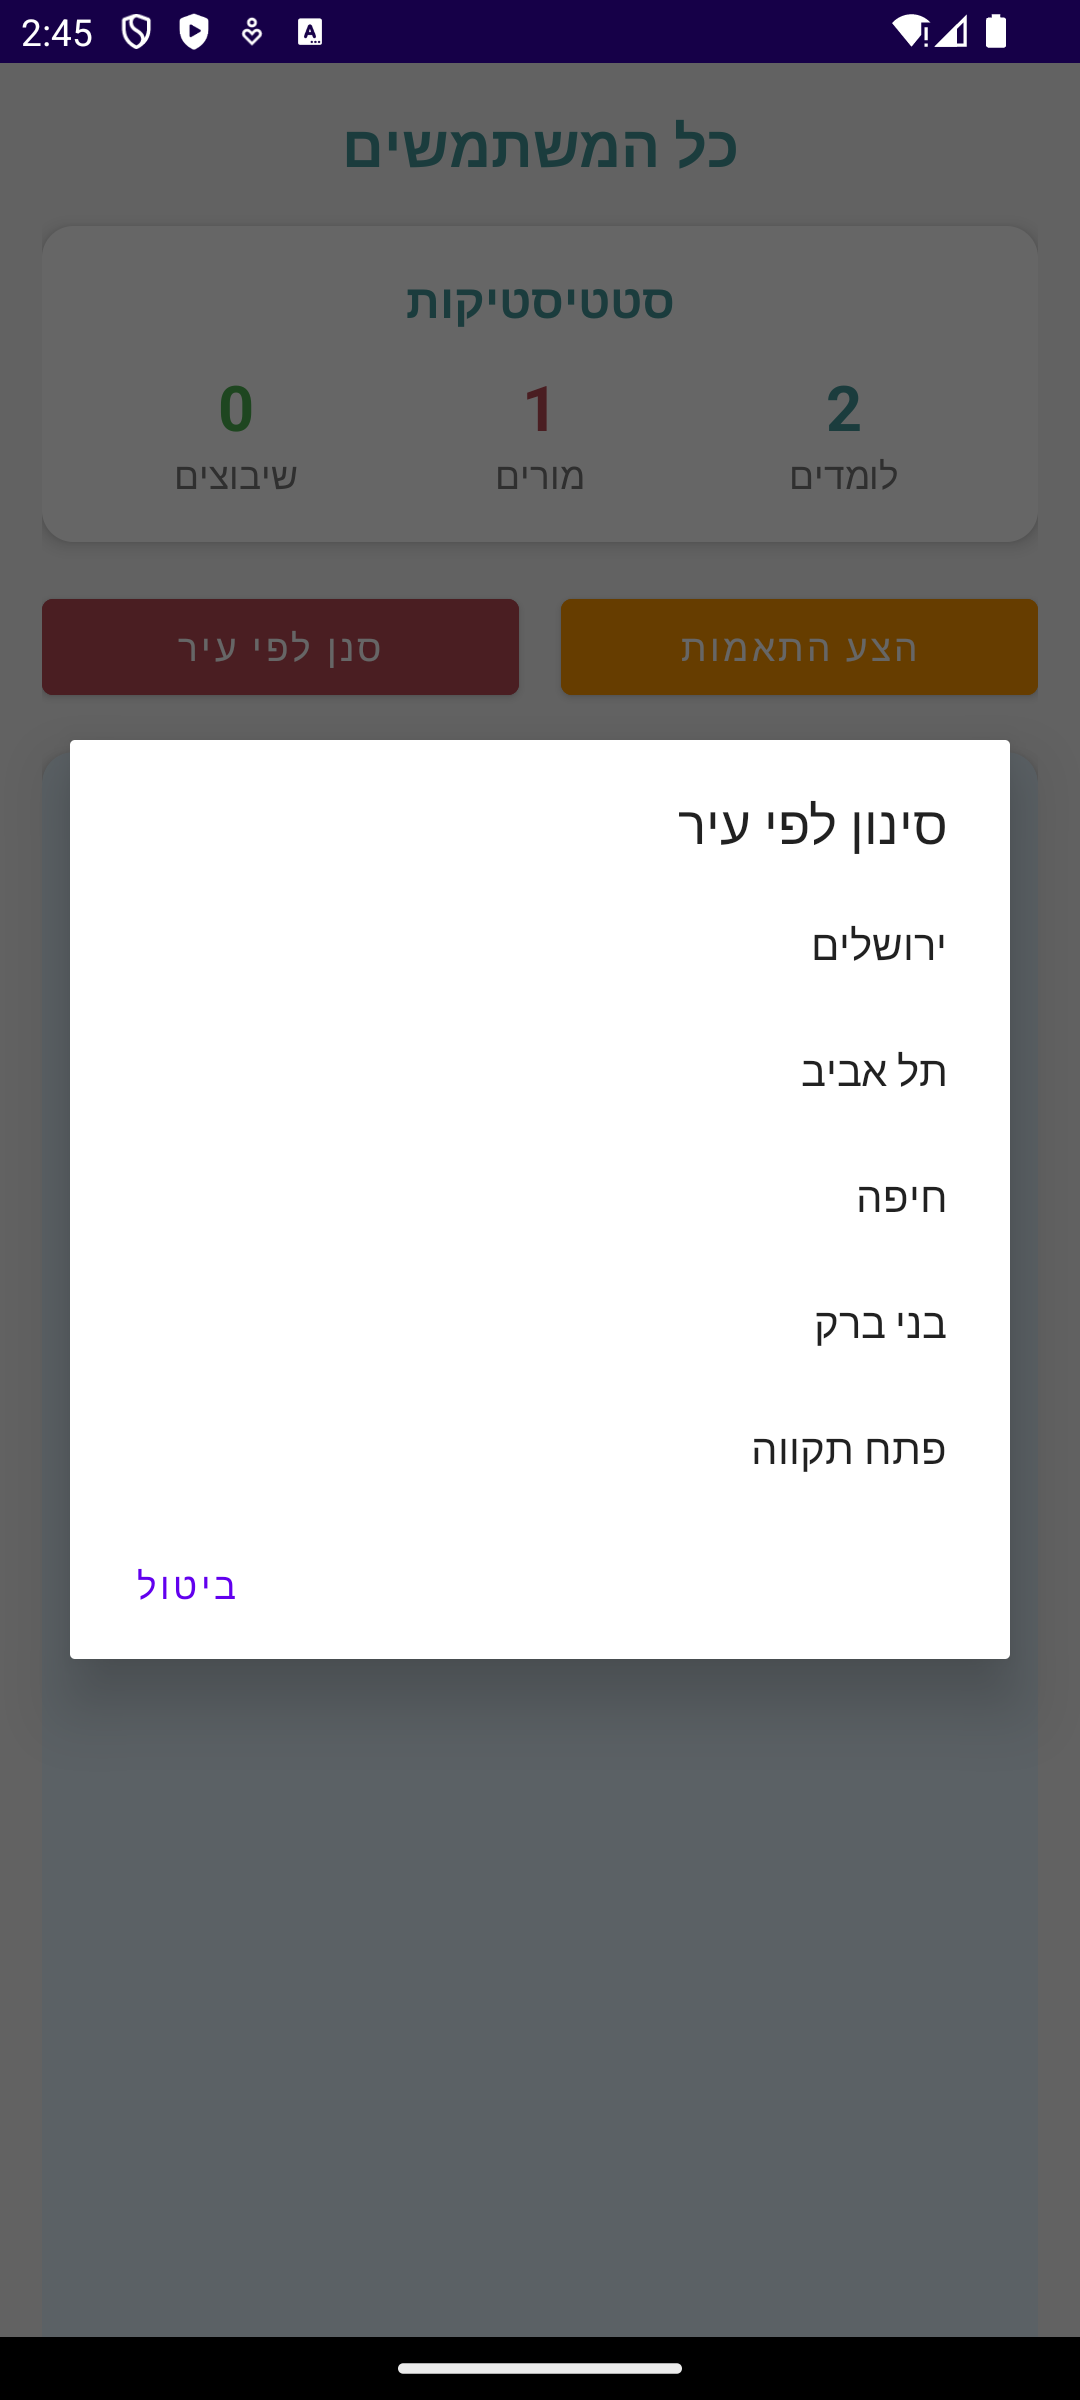 2:45
כל המשתמשים
סטטיסטיקות
2 1 0
לומדים מורים שיבוצים
הצע התאמות סנן לפי עיר
סינון לפי עיר
ירושלים
תל אביב
חיפה
בני ברק
פתח תקווה
ביטול